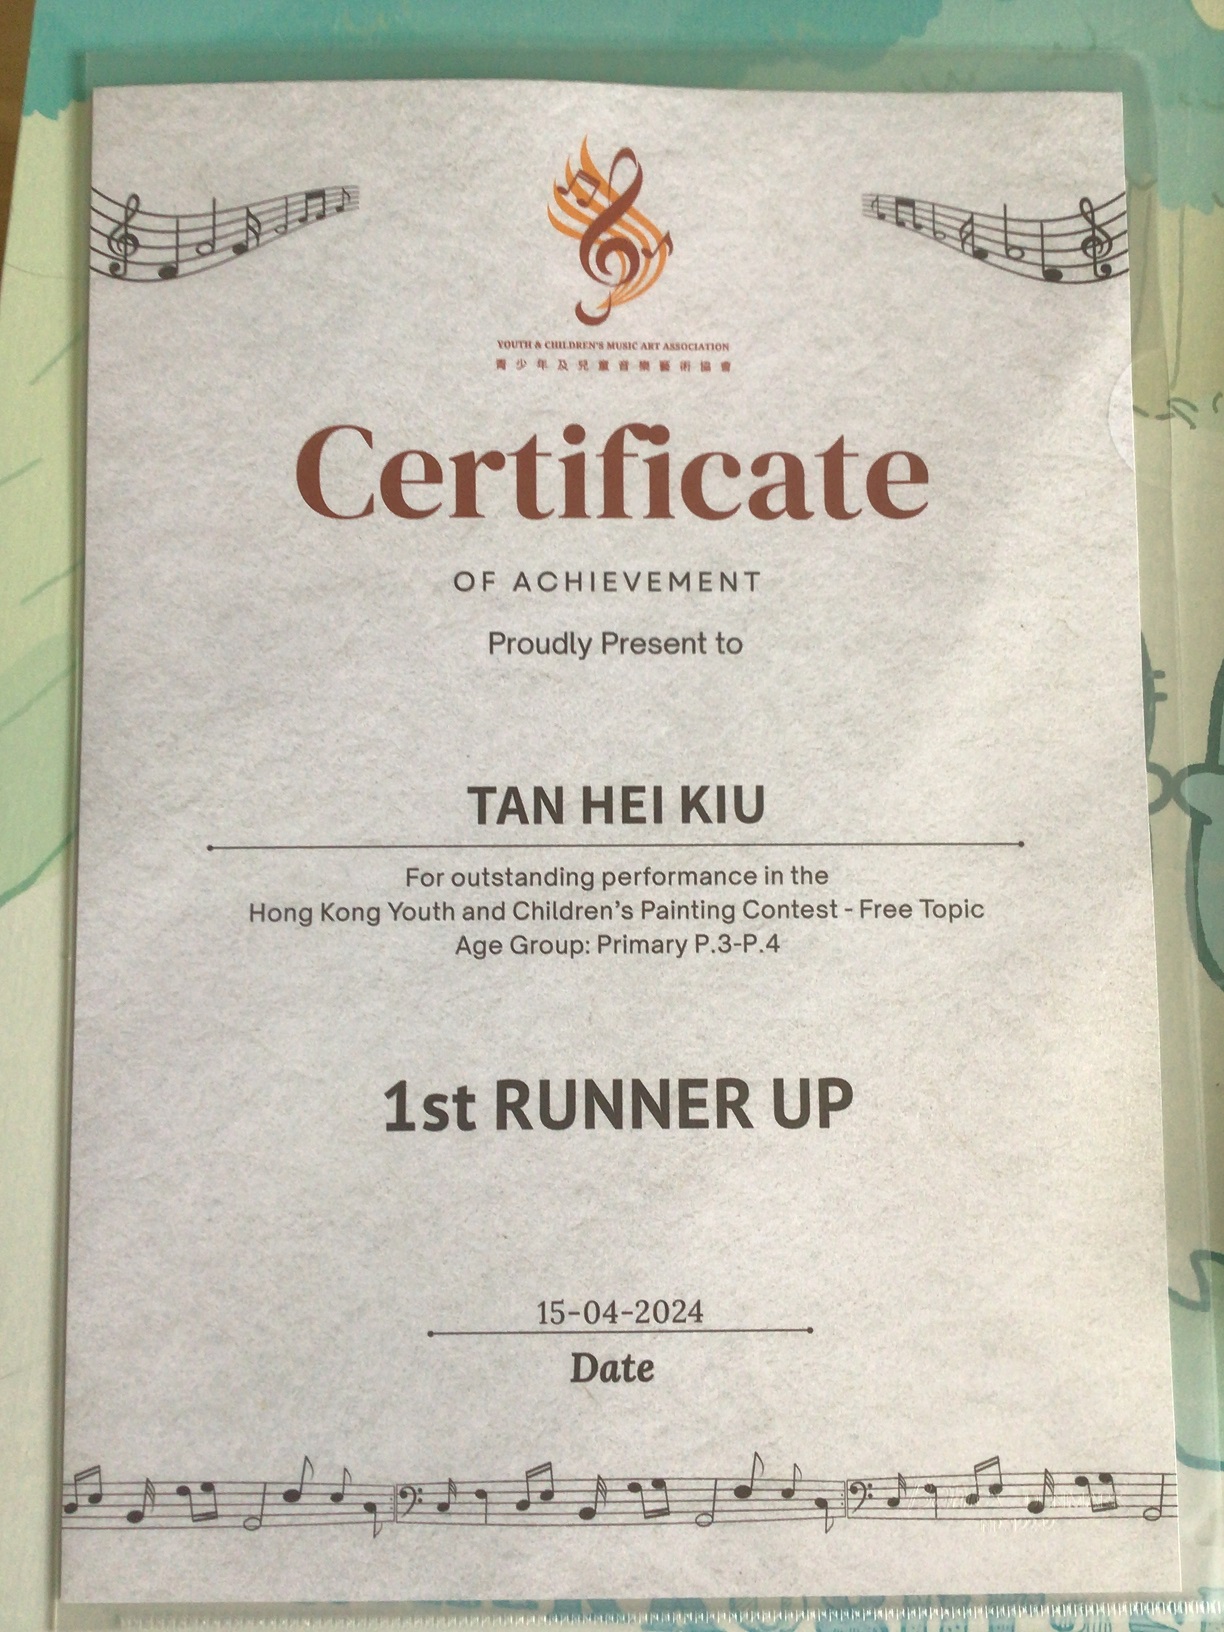 YOUTH & CHILDREN'S MUSIC ART ASSOCIATION
青少年及兒童音樂藝術協會
Certificate
OF ACHIEVEMENT
Proudly Present to
TAN HEI KIU
For outstanding performance in the
Hong Kong Youth and Children's Painting Contest - Free Topic
Age Group: Primary P.3-P.4
1st RUNNER UP
15-04-2024
Date